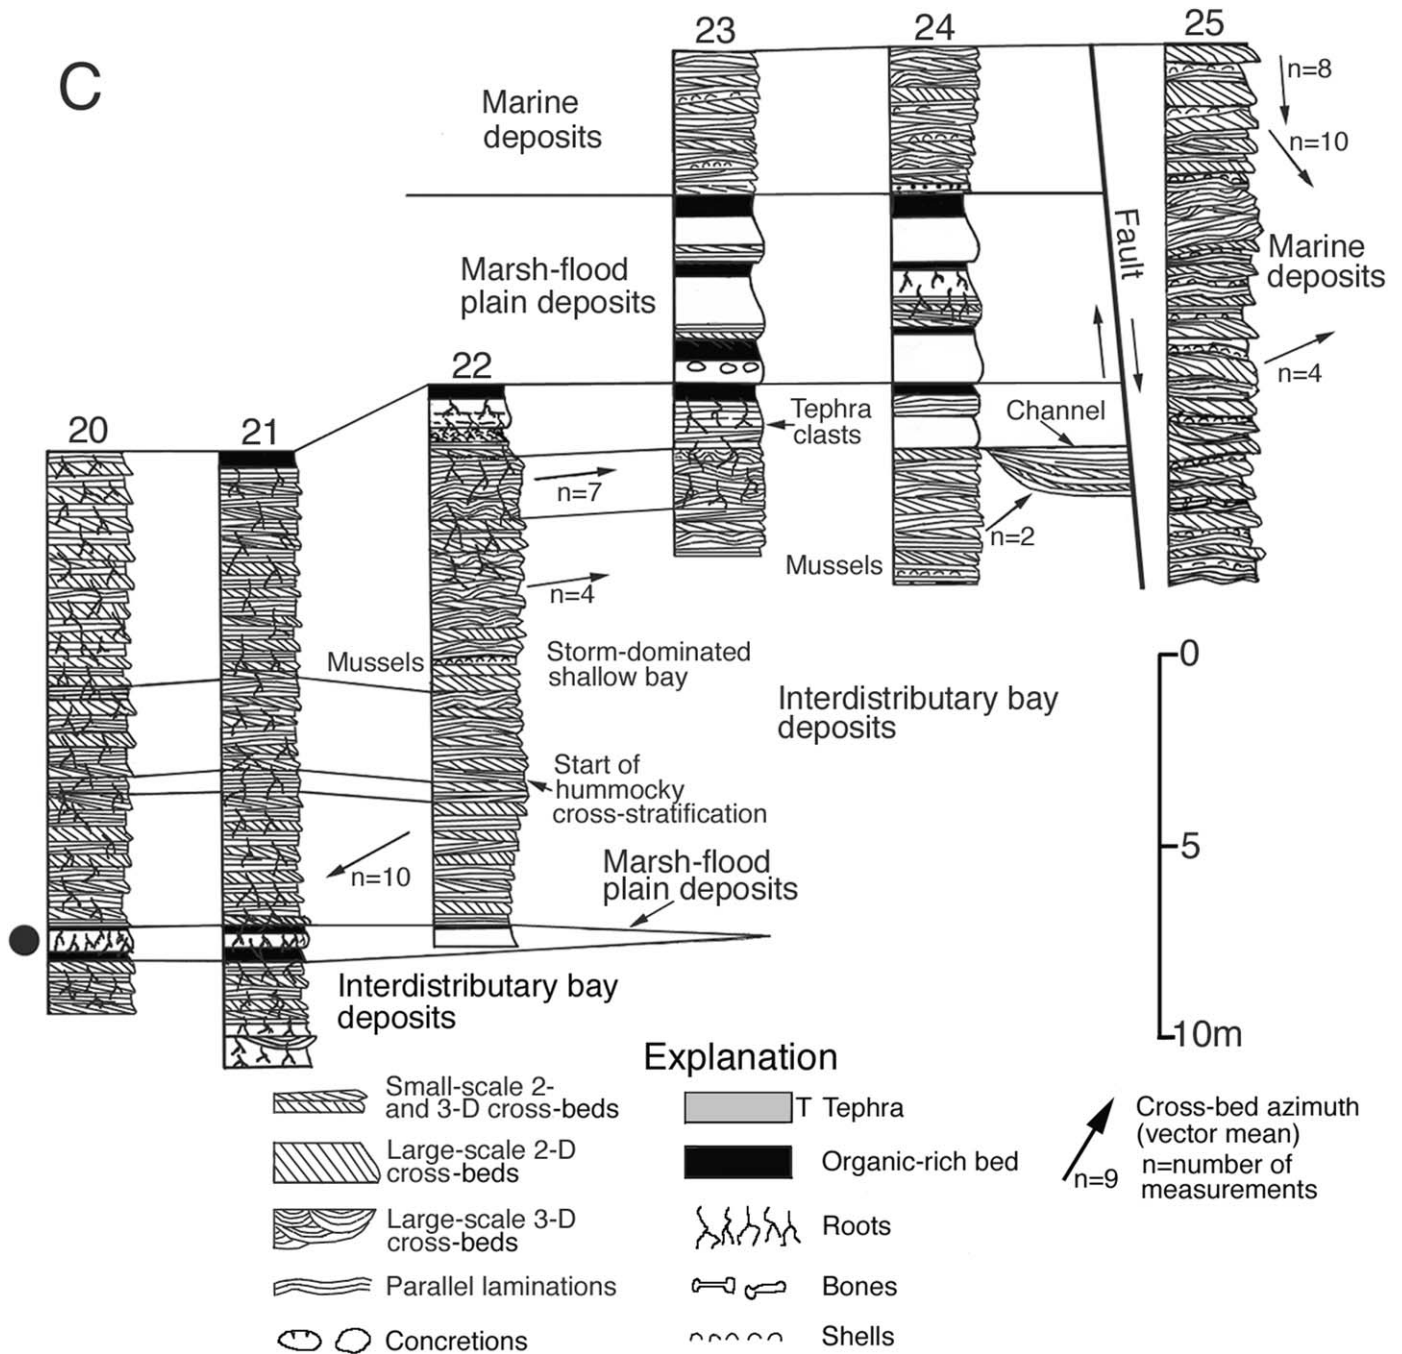 C
23
24
25
Marine
deposits
n=8
n=10
Fault
Marine
deposits
Marsh-flood
plain deposits
n=4
22
Tephra
clasts
Channel
20
21
n=7
n=2
Mussels
n=4
Mussels
Storm-dominated
shallow bay
Interdistributary bay
deposits
0
Start of
hummocky
cross-stratification
5
Marsh-flood
plain deposits
n=10
Interdistributary bay
deposits
10m
Explanation
Small-scale 2-
and 3-D cross-beds
Large-scale 2-D
cross-beds
Large-scale 3-D
cross-beds
Parallel laminations
Concretions
T Tephra
Organic-rich bed
Roots
Bones
Shells
n=9
Cross-bed azimuth
(vector mean)
n=number of
measurements